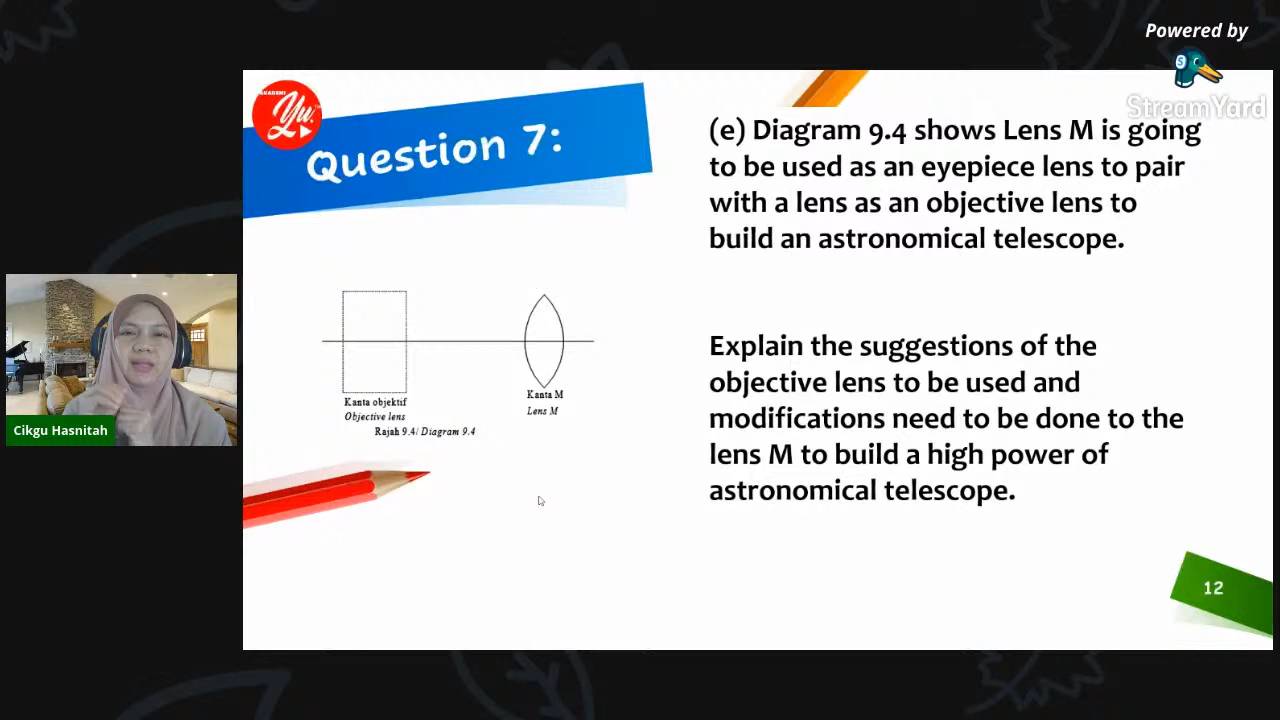 Powered by
StreamYard
AKADEMI
Yu
Question 7:
(e) Diagram 9.4 shows Lens M is going
to be used as an eyepiece lens to pair
with a lens as an objective lens to
build an astronomical telescope.
Explain the suggestions of the
objective lens to be used and
modifications need to be done to the
lens M to build a high power of
astronomical telescope.
Kanta objektif
Objective lens
Kanta M
Lens M
Rajah 9.4/ Diagram 9.4
Cikgu Hasnitah
12